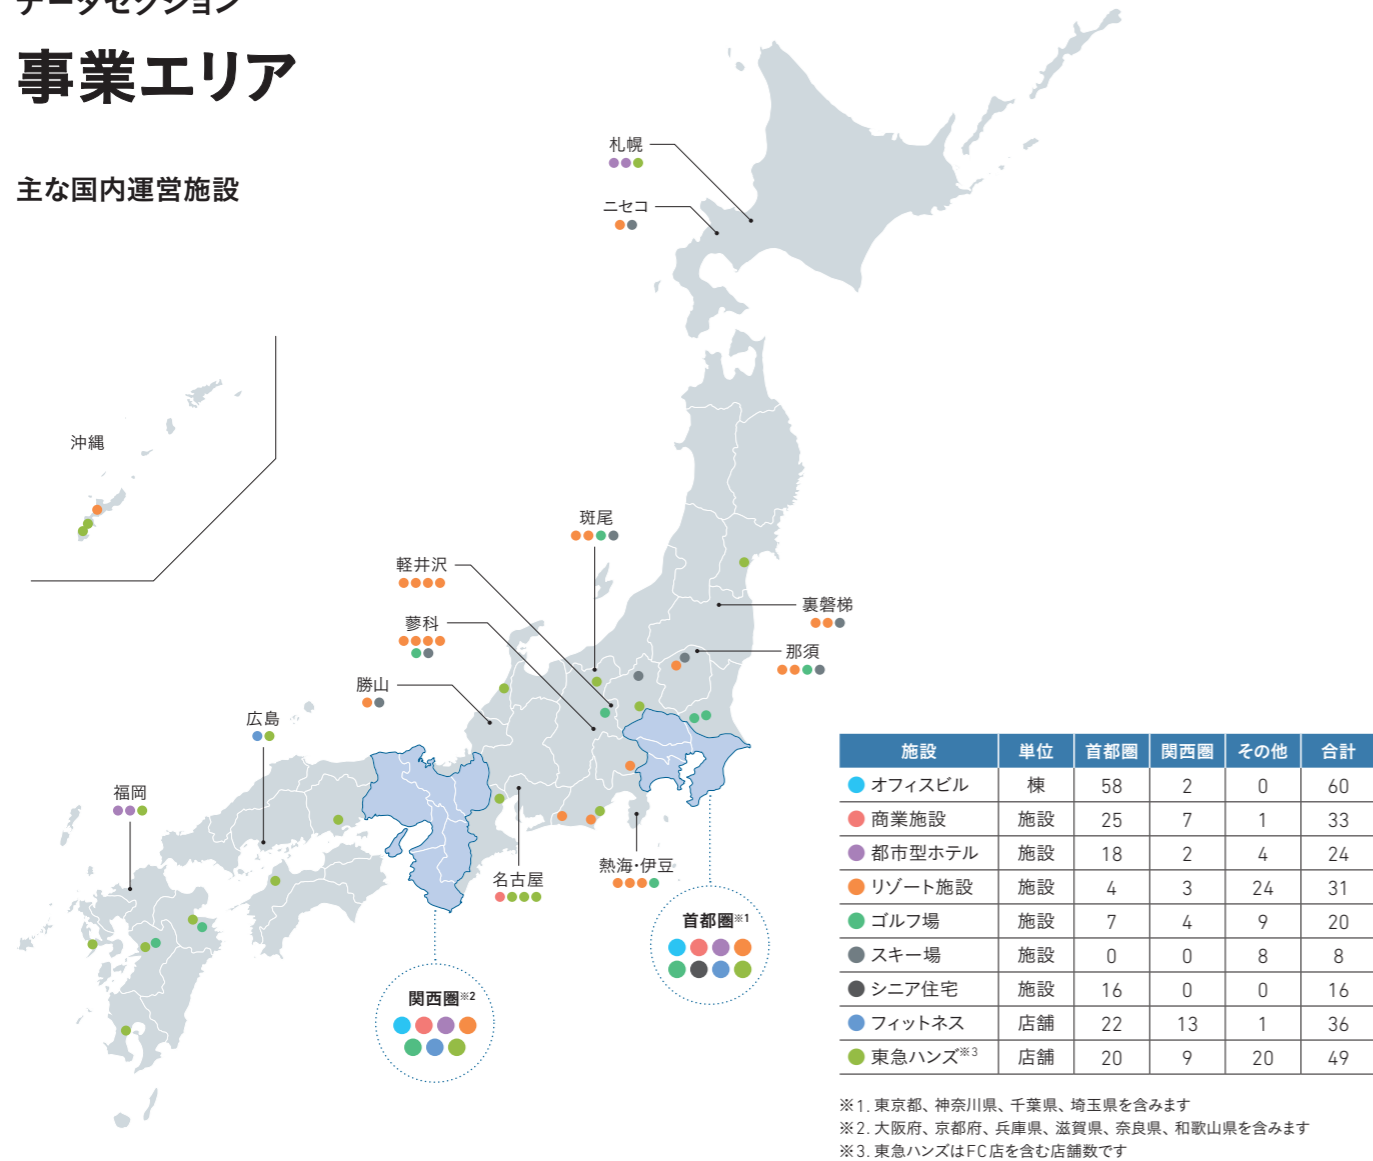 データセクション
事業エリア
主な国内運営施設
札幌
ニセコ
沖縄
斑尾
軽井沢
蓼科
勝山
裏磐梯
那須
広島
福岡
名古屋
熱海・伊豆
首都圏※1
関西圏※2
施設 単位 首都圏 関西圏 その他 合計
オフィスビル 棟 58 2 0 60
商業施設 施設 25 7 1 33
都市型ホテル 施設 18 2 4 24
リゾート施設 施設 4 3 24 31
ゴルフ場 施設 7 4 9 20
スキー場 施設 0 0 8 8
シニア住宅 施設 16 0 0 16
フィットネス 店舗 22 13 1 36
東急ハンズ※3 店舗 20 9 20 49
※1. 東京都、神奈川県、千葉県、埼玉県を含みます
※2. 大阪府、京都府、兵庫県、滋賀県、奈良県、和歌山県を含みます
※3. 東急ハンズはFC店を含む店舗数です